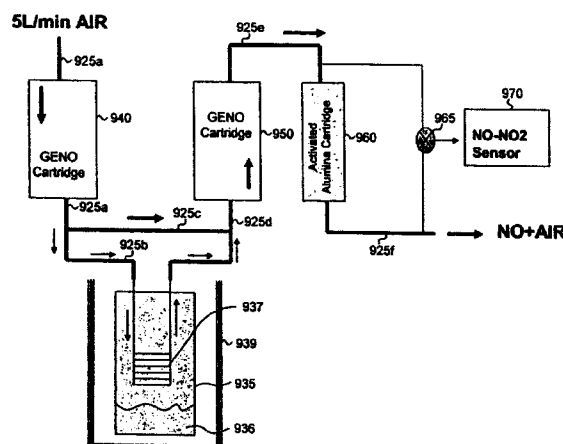 5L/min AIR
925a
940
GENO
Cartridge
925a
925b
925c
925d
GENO
Cartridge
950
925e
Activated
Alumina Cartridge
960
965
970
NO-NO2
Sensor
925f
NO+AIR
937
939
935
936